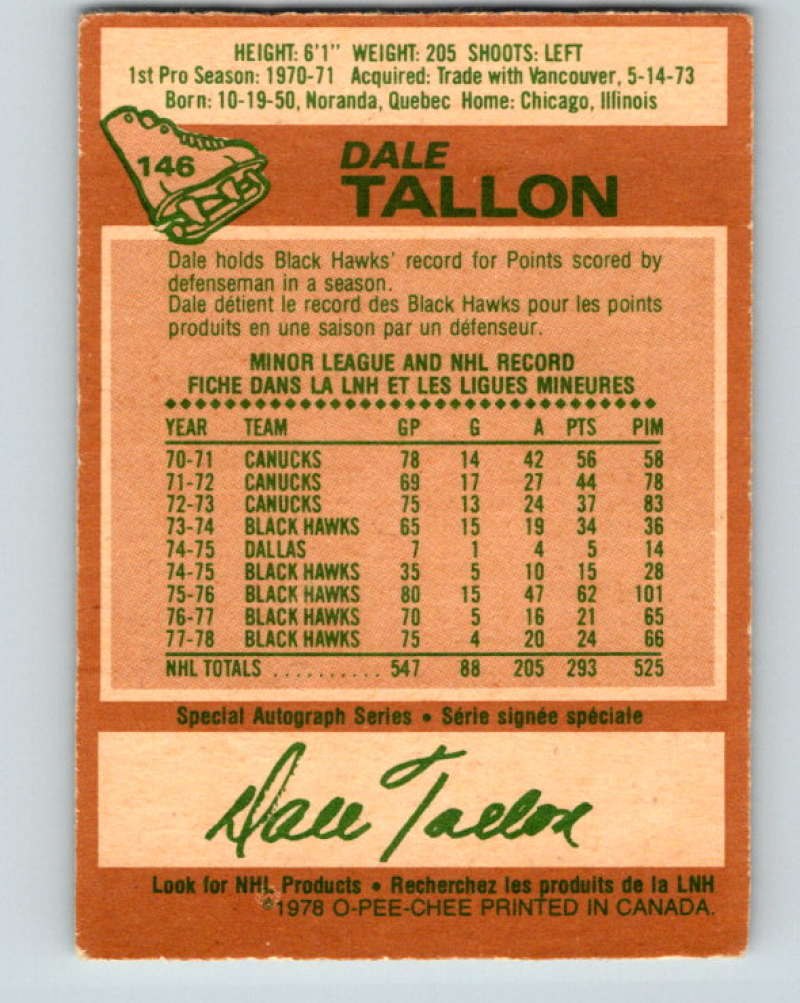 HEIGHT: 6'1" WEIGHT: 205 SHOOTS: LEFT
1st Pro Season: 1970-71 Acquired: Trade with Vancouver, 5-14-73
Born: 10-19-50, Noranda, Quebec Home: Chicago, Illinois
146
DALE
TALLON
Dale holds Black Hawks' record for Points scored by
defenseman in a season.
Dale détient le record des Black Hawks pour les points
produits en une saison par un défenseur.
MINOR LEAGUE AND NHL RECORD
FICHE DANS LA LNH ET LES LIGUES MINEURES
YEAR TEAM GP G A PTS PIM
70-71 CANUCKS 78 14 42 56 58
71-72 CANUCKS 69 17 27 44 78
72-73 CANUCKS 75 13 24 37 83
73-74 BLACK HAWKS 65 15 19 34 36
74-75 DALLAS 7 1 4 5 14
74-75 BLACK HAWKS 35 5 10 15 28
75-76 BLACK HAWKS 80 15 47 62 101
76-77 BLACK HAWKS 70 5 16 21 65
77-78 BLACK HAWKS 75 4 20 24 66
NHL TOTALS .......... 547 88 205 293 525
Special Autograph Series • Série signée spéciale
Dale Tallon
Look for NHL Products • Recherchez les produits de la LNH
©1978 O-PEE-CHEE PRINTED IN CANADA.